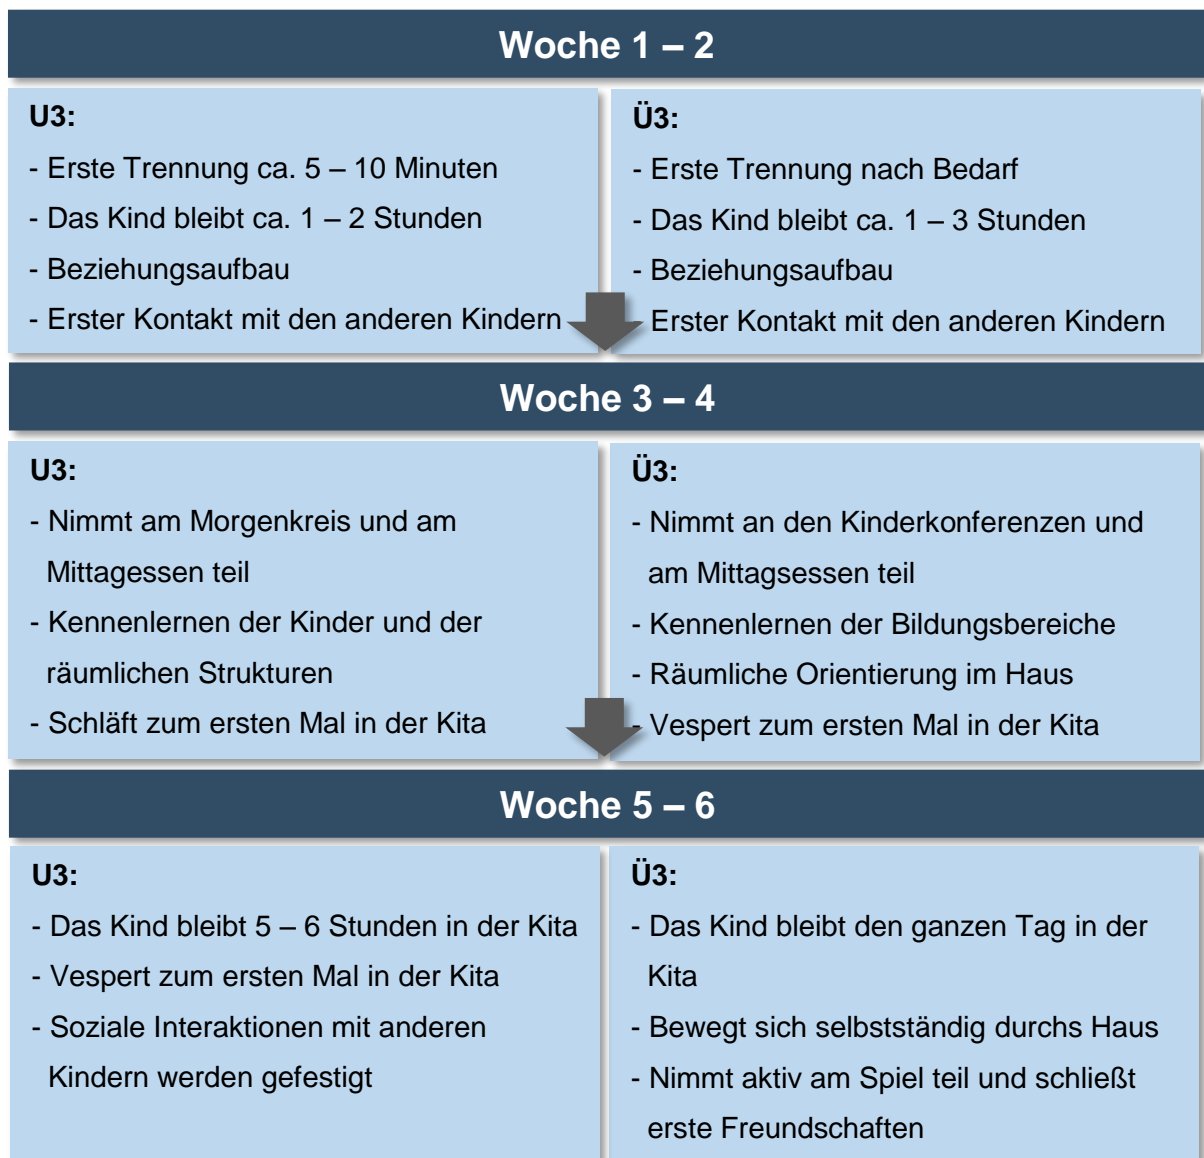 Woche 1 – 2
U3:
- Erste Trennung ca. 5 – 10 Minuten
- Das Kind bleibt ca. 1 – 2 Stunden
- Beziehungsaufbau
- Erster Kontakt mit den anderen Kindern
Ü3:
- Erste Trennung nach Bedarf
- Das Kind bleibt ca. 1 – 3 Stunden
- Beziehungsaufbau
Erster Kontakt mit den anderen Kindern
Woche 3 – 4
U3:
- Nimmt am Morgenkreis und am
Mittagessen teil
- Kennenlernen der Kinder und der
räumlichen Strukturen
- Schläft zum ersten Mal in der Kita
Ü3:
- Nimmt an den Kinderkonferenzen und
am Mittagsessen teil
- Kennenlernen der Bildungsbereiche
- Räumliche Orientierung im Haus
- Vespert zum ersten Mal in der Kita
Woche 5 – 6
U3:
- Das Kind bleibt 5 – 6 Stunden in der Kita
- Vespert zum ersten Mal in der Kita
- Soziale Interaktionen mit anderen
Kindern werden gefestigt
Ü3:
- Das Kind bleibt den ganzen Tag in der
Kita
- Bewegt sich selbstständig durchs Haus
- Nimmt aktiv am Spiel teil und schließt
erste Freundschaften